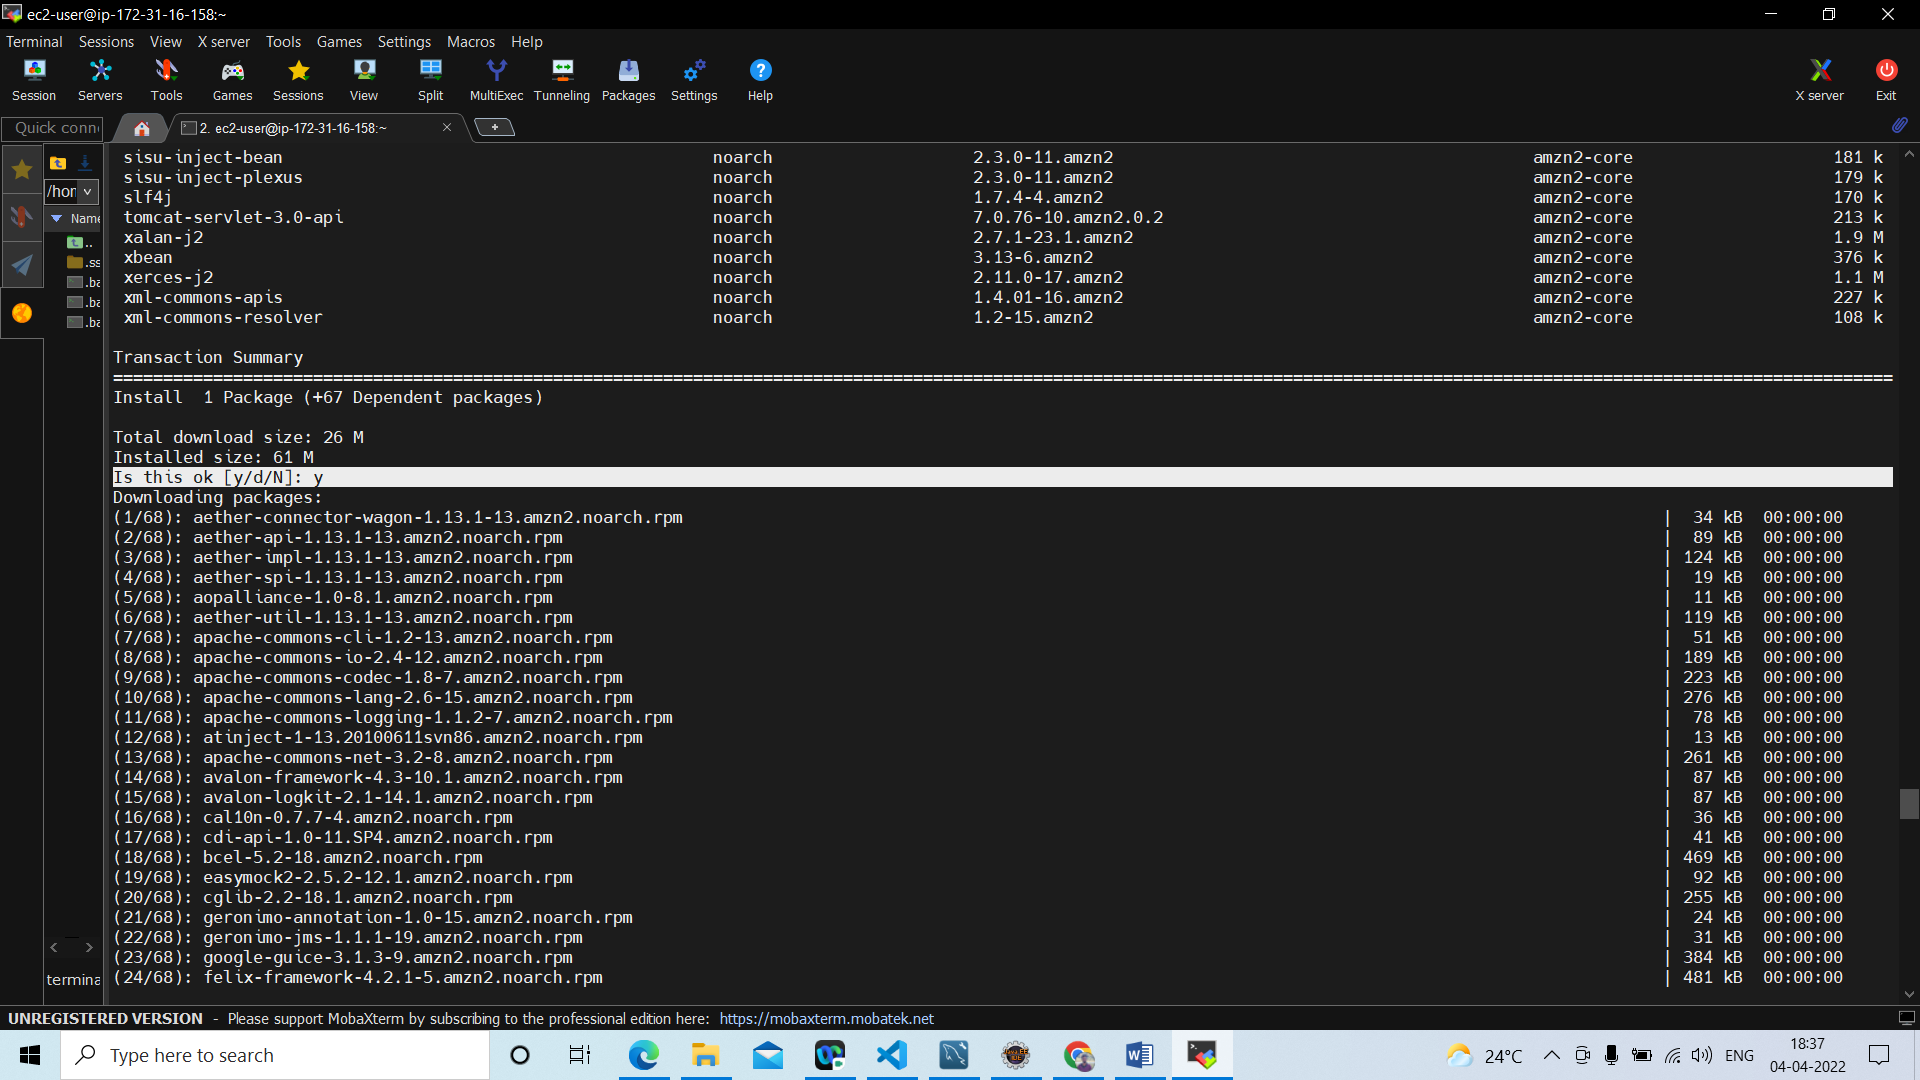 ec2-user@ip-172-31-16-158:~
Terminal Sessions View X server Tools Games Settings Macros Help
Session Servers Tools Games Sessions View Split MultiExec Tunneling Packages Settings Help X server Exit
Quick conn
2. ec2-user@ip-172-31-16-158:~
/hor
Name
..
.ss
.ba
.ba
.ba
termina
sisu-inject-bean noarch 2.3.0-11.amzn2 amzn2-core 181 k
sisu-inject-plexus noarch 2.3.0-11.amzn2 amzn2-core 179 k
slf4j noarch 1.7.4-4.amzn2 amzn2-core 170 k
tomcat-servlet-3.0-api noarch 7.0.76-10.amzn2.0.2 amzn2-core 213 k
xalan-j2 noarch 2.7.1-23.1.amzn2 amzn2-core 1.9 M
xbean noarch 3.13-6.amzn2 amzn2-core 376 k
xerces-j2 noarch 2.11.0-17.amzn2 amzn2-core 1.1 M
xml-commons-apis noarch 1.4.01-16.amzn2 amzn2-core 227 k
xml-commons-resolver noarch 1.2-15.amzn2 amzn2-core 108 k
Transaction Summary
Install 1 Package (+67 Dependent packages)
Total download size: 26 M
Installed size: 61 M
Is this ok [y/d/N]: y
Downloading packages:
(1/68): aether-connector-wagon-1.13.1-13.amzn2.noarch.rpm | 34 kB 00:00:00
(2/68): aether-api-1.13.1-13.amzn2.noarch.rpm | 89 kB 00:00:00
(3/68): aether-impl-1.13.1-13.amzn2.noarch.rpm | 124 kB 00:00:00
(4/68): aether-spi-1.13.1-13.amzn2.noarch.rpm | 19 kB 00:00:00
(5/68): aopalliance-1.0-8.1.amzn2.noarch.rpm | 11 kB 00:00:00
(6/68): aether-util-1.13.1-13.amzn2.noarch.rpm | 119 kB 00:00:00
(7/68): apache-commons-cli-1.2-13.amzn2.noarch.rpm | 51 kB 00:00:00
(8/68): apache-commons-io-2.4-12.amzn2.noarch.rpm | 189 kB 00:00:00
(9/68): apache-commons-codec-1.8-7.amzn2.noarch.rpm | 223 kB 00:00:00
(10/68): apache-commons-lang-2.6-15.amzn2.noarch.rpm | 276 kB 00:00:00
(11/68): apache-commons-logging-1.1.2-7.amzn2.noarch.rpm | 78 kB 00:00:00
(12/68): atinject-1-13.20100611svn86.amzn2.noarch.rpm | 13 kB 00:00:00
(13/68): apache-commons-net-3.2-8.amzn2.noarch.rpm | 261 kB 00:00:00
(14/68): avalon-framework-4.3-10.1.amzn2.noarch.rpm | 87 kB 00:00:00
(15/68): avalon-logkit-2.1-14.1.amzn2.noarch.rpm | 87 kB 00:00:00
(16/68): cal10n-0.7.7-4.amzn2.noarch.rpm | 36 kB 00:00:00
(17/68): cdi-api-1.0-11.SP4.amzn2.noarch.rpm | 41 kB 00:00:00
(18/68): bcel-5.2-18.amzn2.noarch.rpm | 469 kB 00:00:00
(19/68): easymock2-2.5.2-12.1.amzn2.noarch.rpm | 92 kB 00:00:00
(20/68): cglib-2.2-18.1.amzn2.noarch.rpm | 255 kB 00:00:00
(21/68): geronimo-annotation-1.0-15.amzn2.noarch.rpm | 24 kB 00:00:00
(22/68): geronimo-jms-1.1.1-19.amzn2.noarch.rpm | 31 kB 00:00:00
(23/68): google-guice-3.1.3-9.amzn2.noarch.rpm | 384 kB 00:00:00
(24/68): felix-framework-4.2.1-5.amzn2.noarch.rpm | 481 kB 00:00:00
UNREGISTERED VERSION - Please support MobaXterm by subscribing to the professional edition here: https://mobaxterm.mobatek.net
Type here to search
24°C
ENG
18:37
04-04-2022